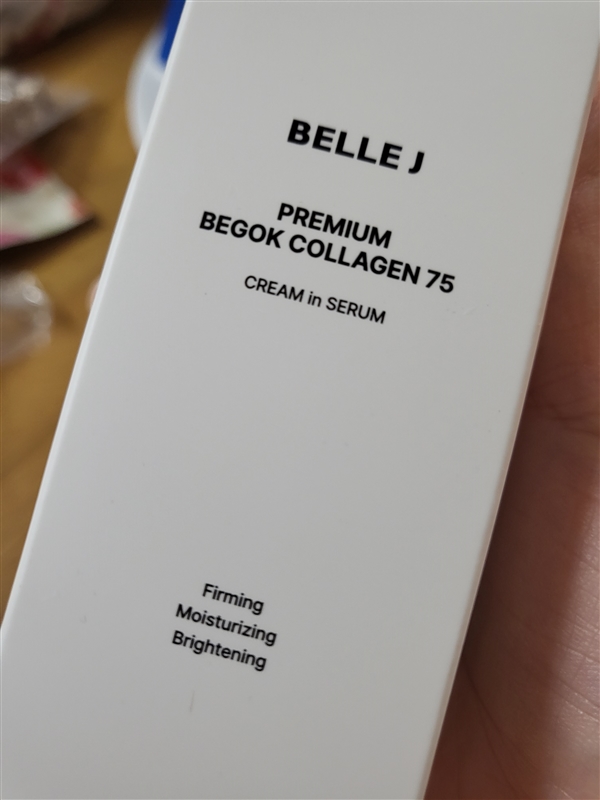 BELLE J
PREMIUM
BEGOK COLLAGEN 75
CREAM in SERUM
Firming
Moisturizing
Brightening